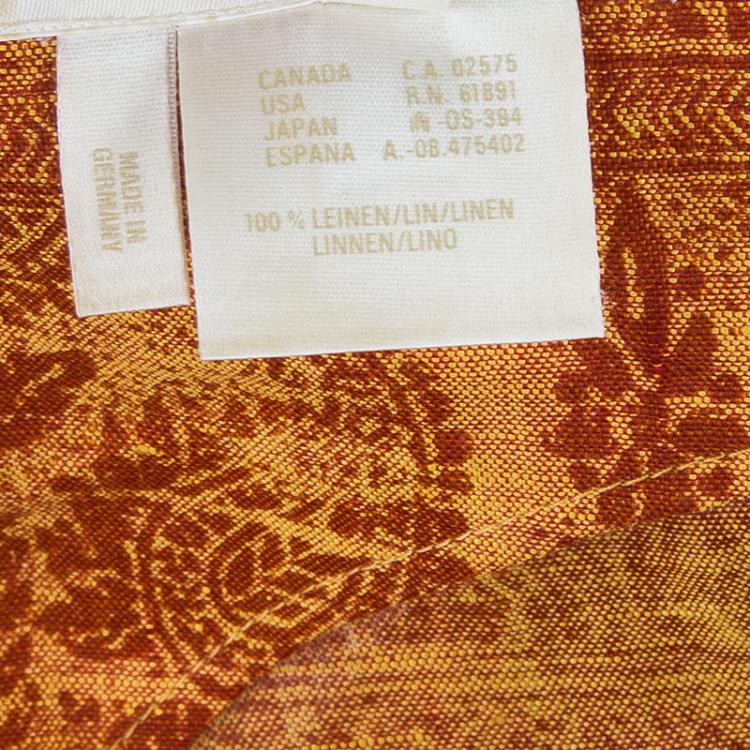 CANADA C.A. 02575
USA R.N. 61891
JAPAN OS-394
ESPANA A.-08.475402
100 % LEINEN/LIN/LINEN
LINNEN/LINO
MADE IN
GERMANY